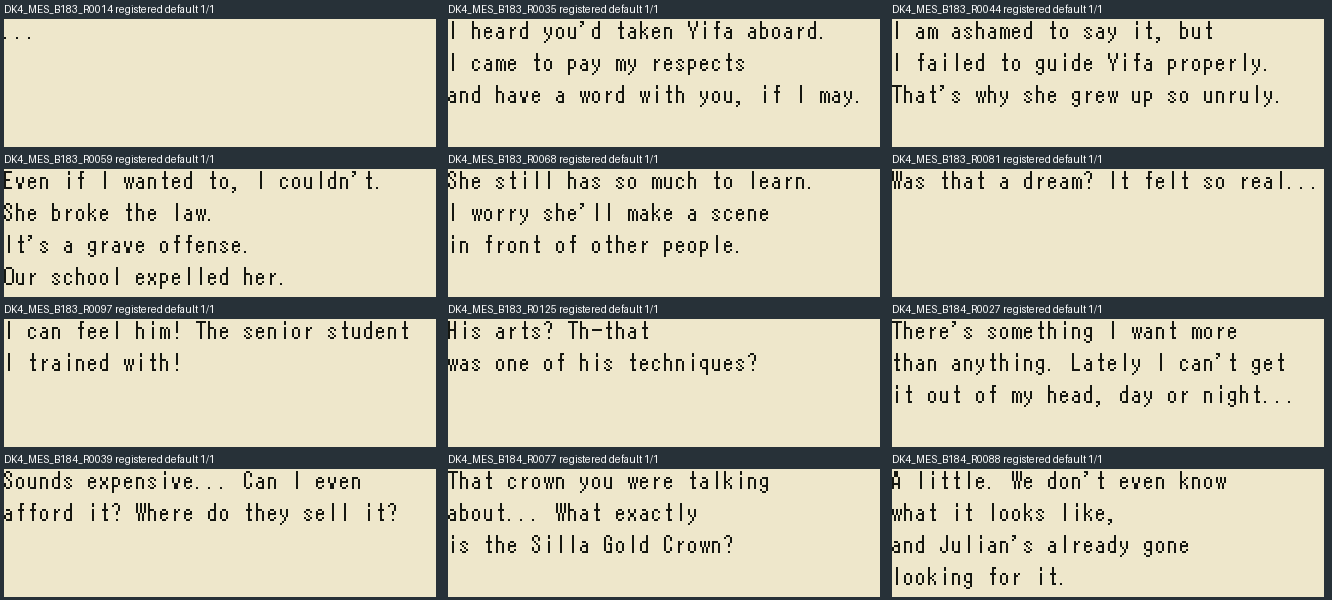 DK4_MES_B183_R0014 registered default 1/1
...
DK4_MES_B183_R0035 registered default 1/1
I heard you'd taken Yifa aboard.
I came to pay my respects
and have a word with you, if I may.
DK4_MES_B183_R0044 registered default 1/1
I am ashamed to say it, but
I failed to guide Yifa properly.
That's why she grew up so unruly.
DK4_MES_B183_R0059 registered default 1/1
Even if I wanted to, I couldn't.
She broke the law.
It's a grave offense.
Our school expelled her.
DK4_MES_B183_R0068 registered default 1/1
She still has so much to learn.
I worry she'll make a scene
in front of other people.
DK4_MES_B183_R0081 registered default 1/1
Was that a dream? It felt so real...
DK4_MES_B183_R0097 registered default 1/1
I can feel him! The senior student
I trained with!
DK4_MES_B183_R0125 registered default 1/1
His arts? Th-that
was one of his techniques?
DK4_MES_B184_R0027 registered default 1/1
There's something I want more
than anything. Lately I can't get
it out of my head, day or night...
DK4_MES_B184_R0039 registered default 1/1
Sounds expensive... Can I even
afford it? Where do they sell it?
DK4_MES_B184_R0077 registered default 1/1
That crown you were talking
about... What exactly
is the Silla Gold Crown?
DK4_MES_B184_R0088 registered default 1/1
A little. We don't even know
what it looks like,
and Julian's already gone
looking for it.